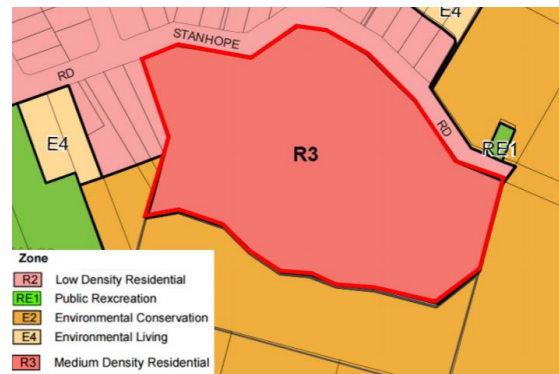 E4
STANHOPE
RD
RD
E4
R3
RE1
Zone
R2 Low Density Residential
RE1 Public Rexcreation
E2 Environmental Conservation
E4 Environmental Living
R3 Medium Density Residential